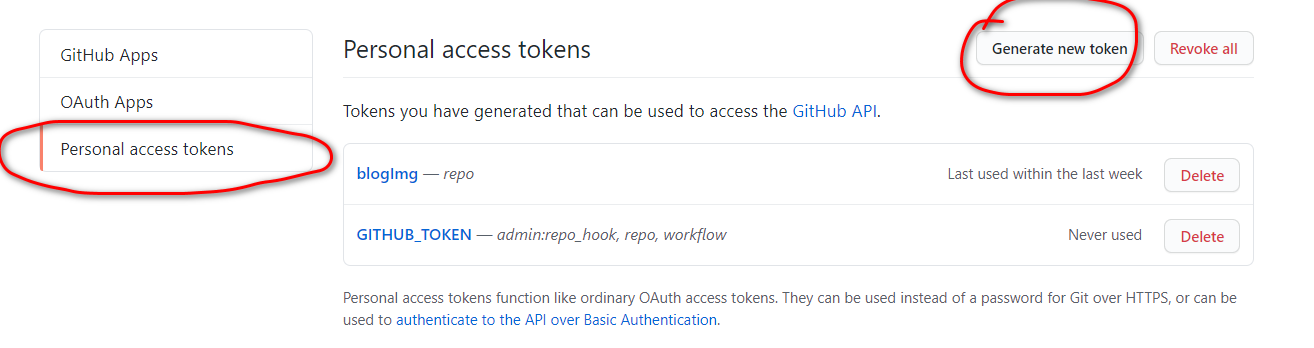 GitHub Apps
OAuth Apps
Personal access tokens
Personal access tokens
Generate new token
Revoke all
Tokens you have generated that can be used to access the GitHub API.
blogImg — repo
Last used within the last week
Delete
GITHUB_TOKEN — admin:repo_hook, repo, workflow
Never used
Delete
Personal access tokens function like ordinary OAuth access tokens. They can be used instead of a password for Git over HTTPS, or can be
used to authenticate to the API over Basic Authentication.